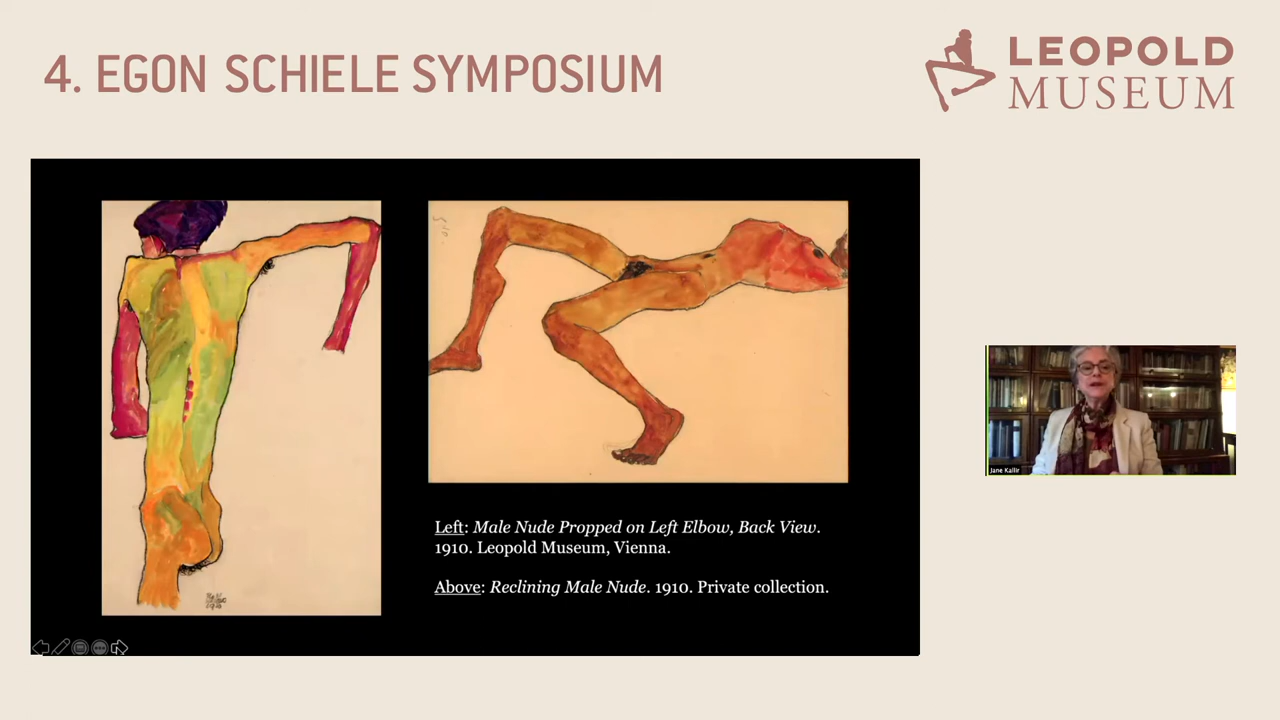 4. EGON SCHIELE SYMPOSIUM
LEOPOLD
MUSEUM
Left: Male Nude Propped on Left Elbow, Back View.
1910. Leopold Museum, Vienna.
Above: Reclining Male Nude. 1910. Private collection.
Jane Kallir